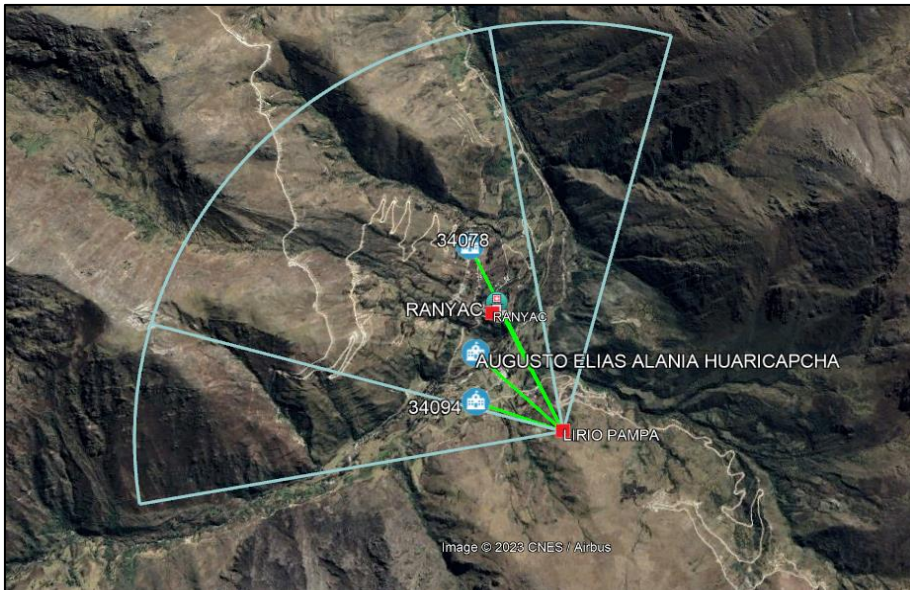 34078
RANYAC
RANYAC
AUGUSTO ELIAS ALANIA HUARICAPCHA
34094
LIRIO PAMPA
Image © 2023 CNES / Airbus